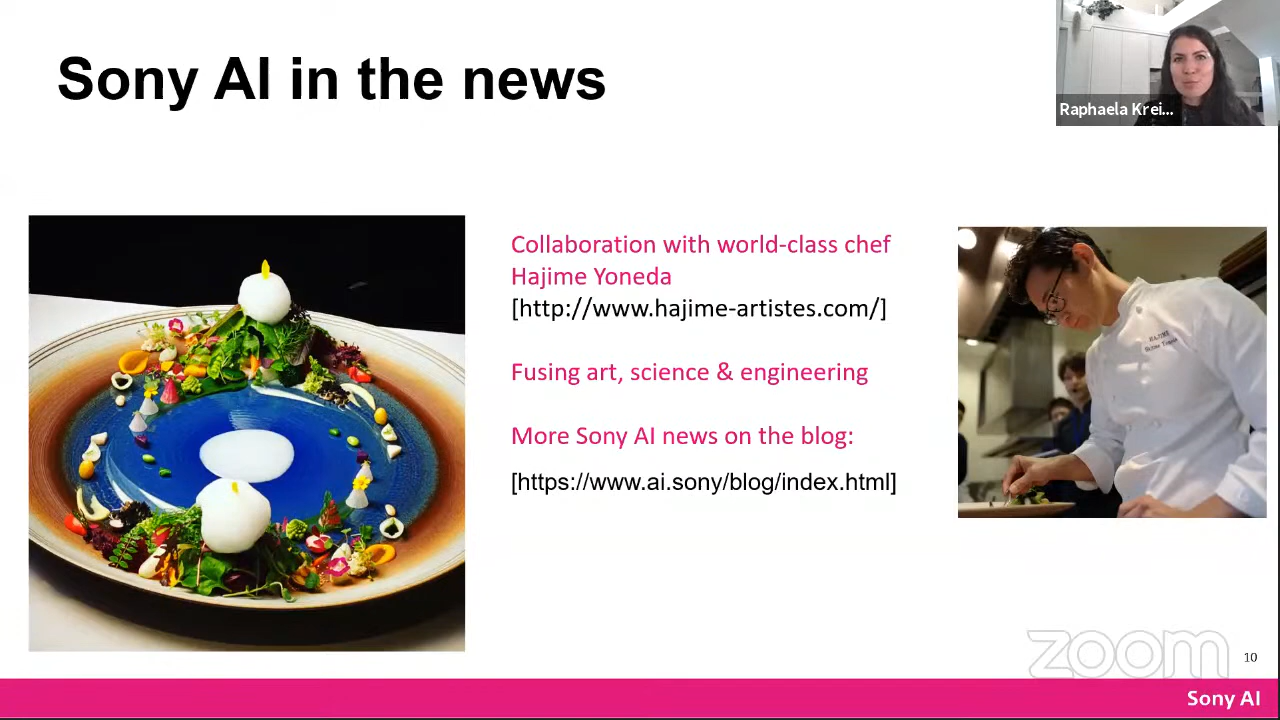 Sony AI in the news
Raphaela Krei...
Collaboration with world-class chef
Hajime Yoneda
[http://www.hajime-artistes.com/]
Fusing art, science & engineering
More Sony AI news on the blog:
[https://www.ai.sony/blog/index.html]
HAJIME
zoom
10
Sony AI